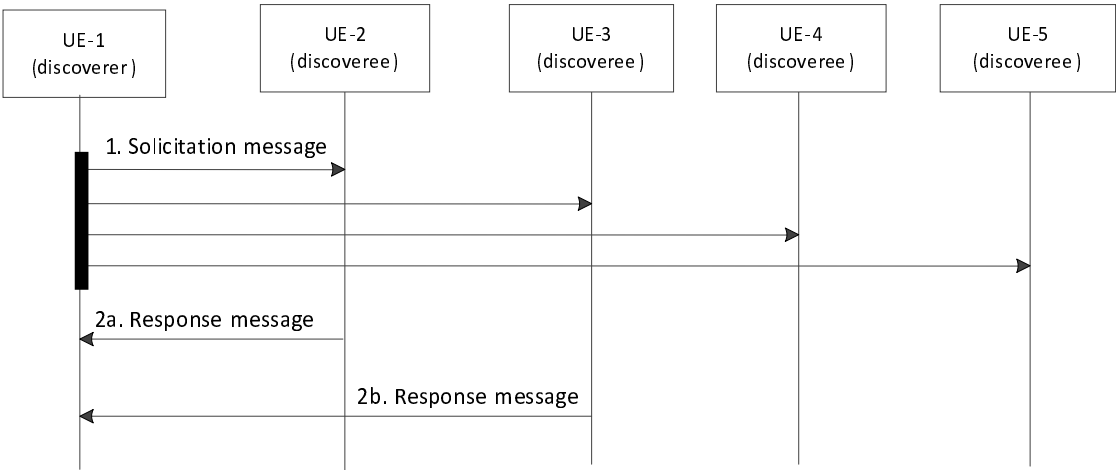 UE-1
(discoverer)
UE-2
(discoveree)
UE-3
(discoveree)
UE-4
(discoveree)
UE-5
(discoveree)
1. Solicitation message
2a. Response message
2b. Response message